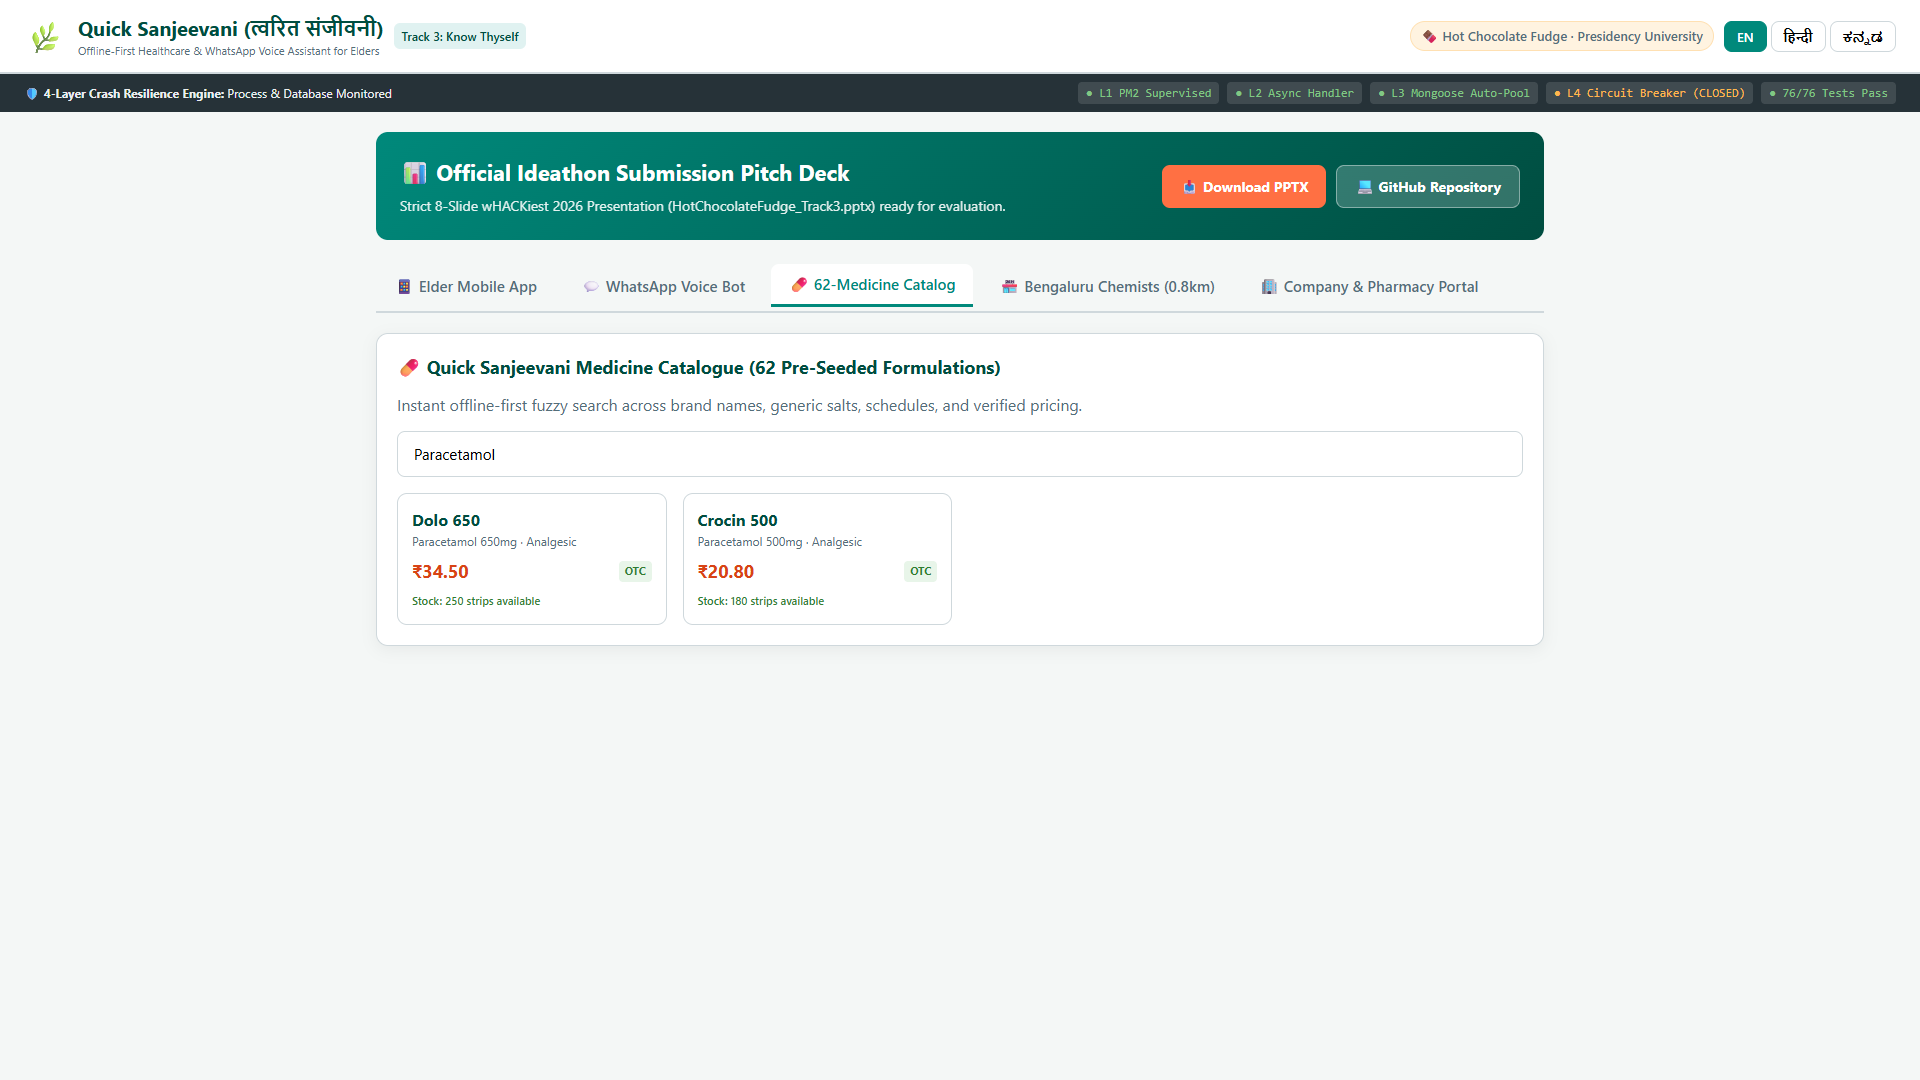 Quick Sanjeevani (त्वरित संजीवनी)
Offline-First Healthcare & WhatsApp Voice Assistant for Elders
Track 3: Know Thyself
Hot Chocolate Fudge · Presidency University
EN
हिन्दी
ಕನ್ನಡ
4-Layer Crash Resilience Engine: Process & Database Monitored
● L1 PM2 Supervised
● L2 Async Handler
● L3 Mongoose Auto-Pool
● L4 Circuit Breaker (CLOSED)
● 76/76 Tests Pass
Official Ideathon Submission Pitch Deck
Strict 8-Slide wHACKiest 2026 Presentation (HotChocolateFudge_Track3.pptx) ready for evaluation.
Download PPTX
GitHub Repository
Elder Mobile App
WhatsApp Voice Bot
62-Medicine Catalog
Bengaluru Chemists (0.8km)
Company & Pharmacy Portal
Quick Sanjeevani Medicine Catalogue (62 Pre-Seeded Formulations)
Instant offline-first fuzzy search across brand names, generic salts, schedules, and verified pricing.
Paracetamol
Dolo 650
Paracetamol 650mg · Analgesic
₹34.50
OTC
Stock: 250 strips available
Crocin 500
Paracetamol 500mg · Analgesic
₹20.80
OTC
Stock: 180 strips available